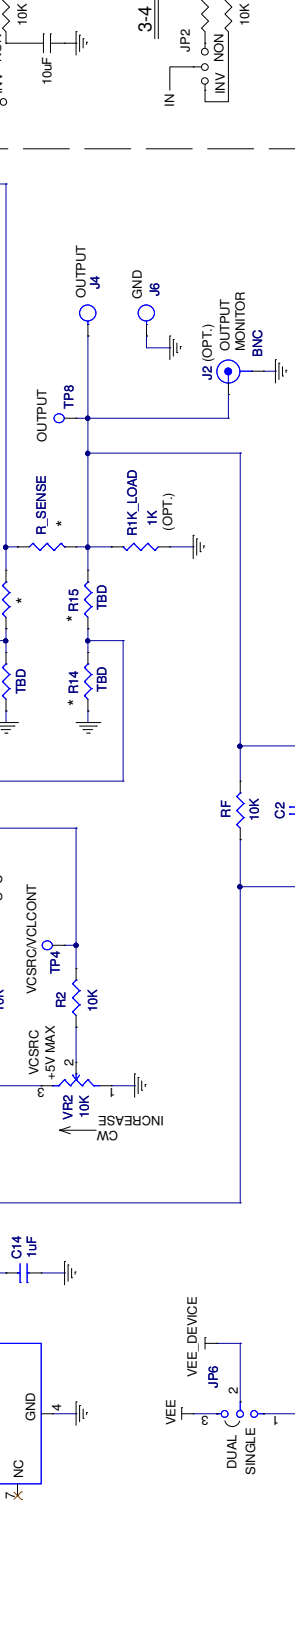 10K
10uF
3-4
JP2
10K
NON
INV
IN
OUTPUT
J4
GND
J6
J2 (OPT.)
OUTPUT
MONITOR
BNC
OUTPUT
TP8
R_SENSE
*
R1K_LOAD
1K
(OPT.)
*
* R15
TBD
TBD
* R14
TBD
RF
10K
C2
VCSRC/VCLCONT
TP4
R2
10K
VCSRC
+5V MAX
3
2
1
VR2
10K
CW
INCREASE
C14
1uF
VEE_DEVICE
JP6
VEE
3
2
1
DUAL
SINGLE
GND
4
NC
7